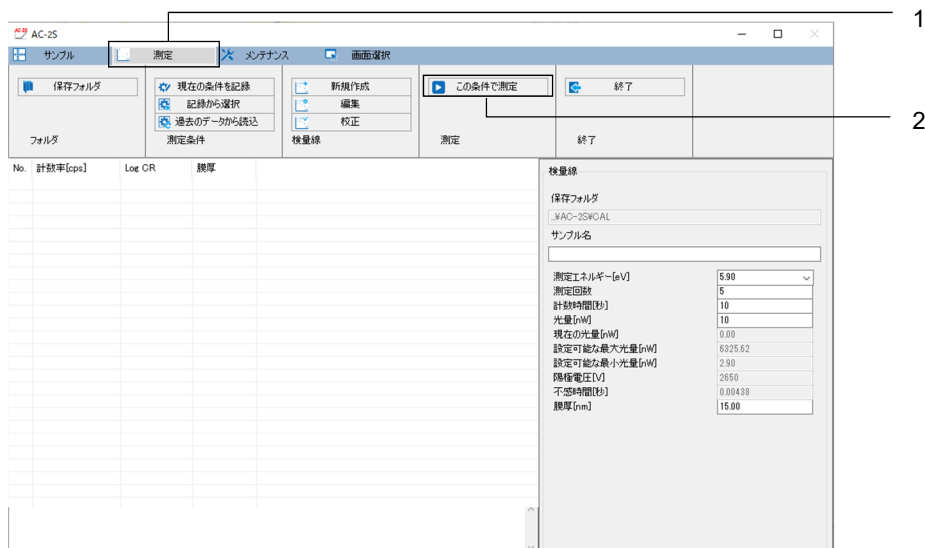 1
AC-2S
サンプル 測定 メンテナンス 画面選択
保存フォルダ 現在の条件を記録 新規作成 この条件で測定 終了
記録から選択 編集
過去のデータから読込 校正
2
フォルダ 測定条件 検量線 測定 終了
No. 計数率[cps] Log CR 膜厚
検量線
保存フォルダ
..¥AC-2S¥CAL
サンプル名
測定エネルギー[eV] 5.90
測定回数 5
計数時間[秒] 10
光量[nW] 10
現在の光量[nW] 0.00
設定可能な最大光量[nW] 6325.62
設定可能な最小光量[nW] 2.90
陽極電圧[V] 2650
不感時間[秒] 0.00438
膜厚[nm] 15.00